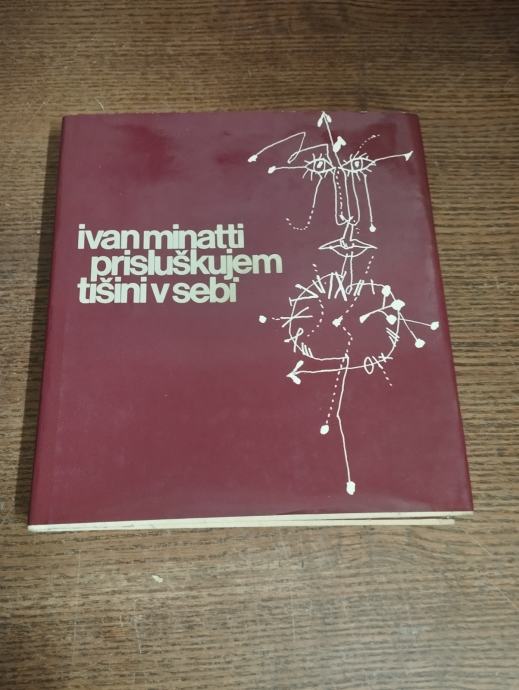 ivan minatti
prisluškujem
tišini v sebi